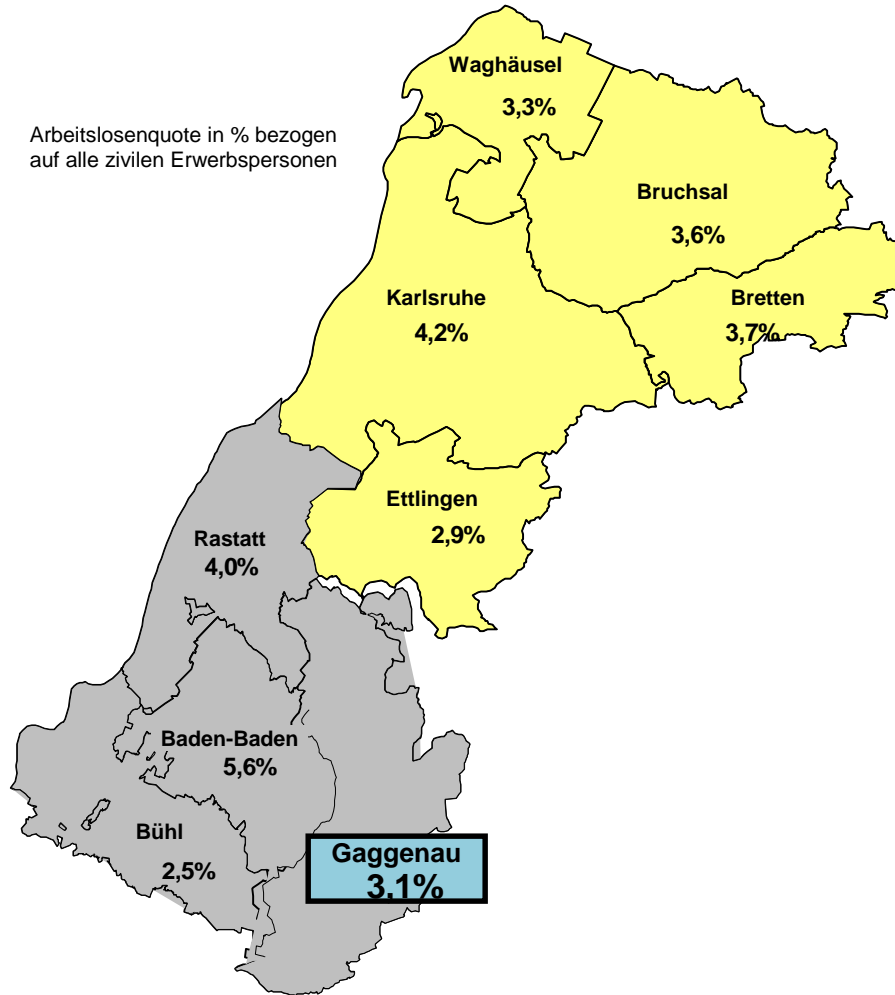 Waghäusel
3,3%
Arbeitslosenquote in % bezogen
auf alle zivilen Erwerbspersonen
Bruchsal
3,6%
Karlsruhe
4,2%
Bretten
3,7%
Ettlingen
2,9%
Rastatt
4,0%
Baden-Baden
5,6%
Bühl
2,5%
Gaggenau
3,1%